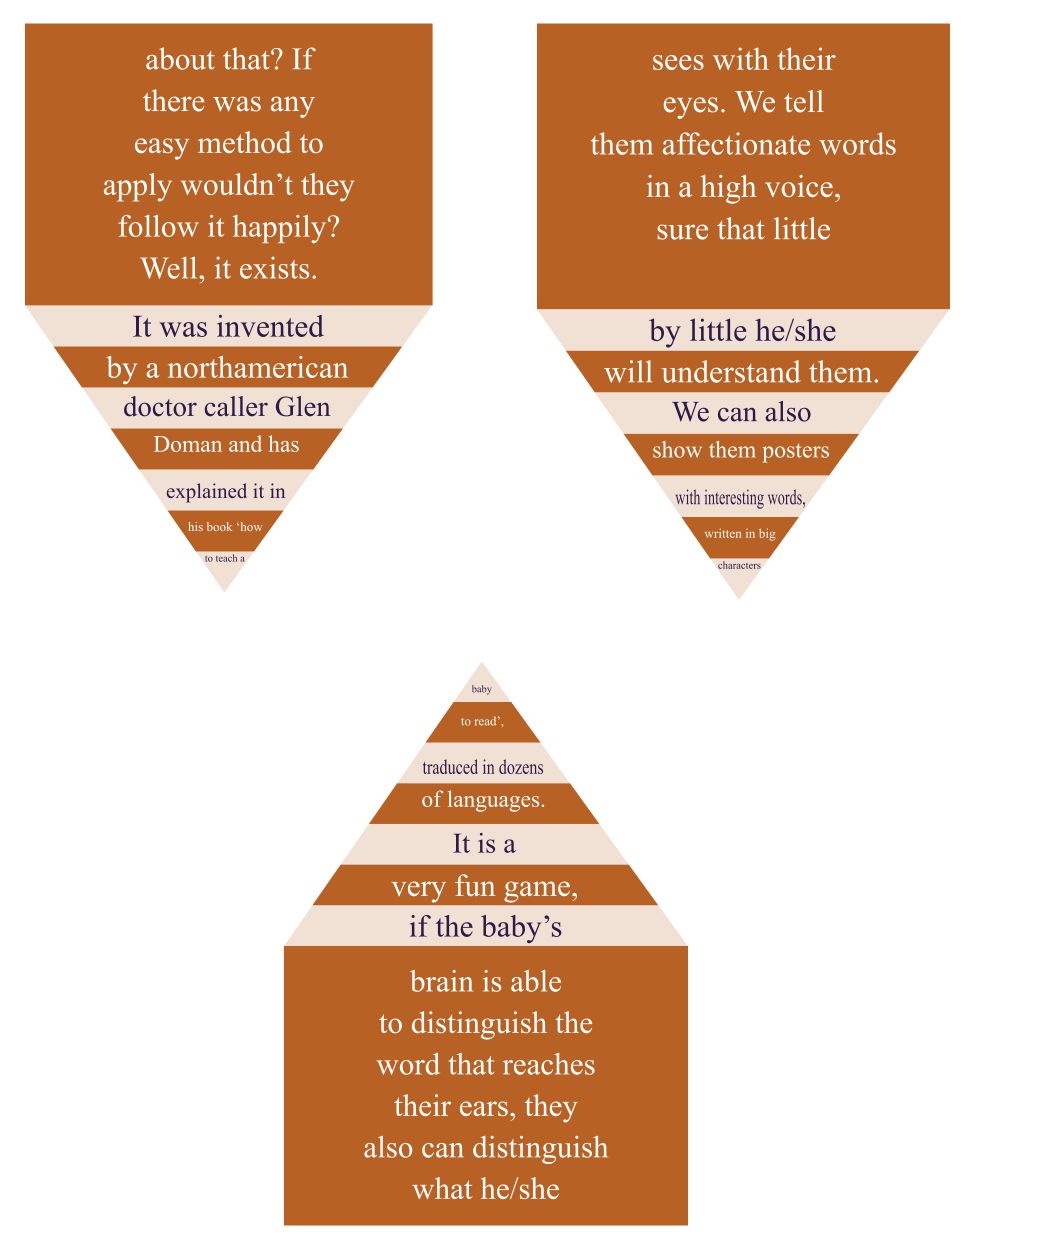 about that? If
there was any
easy method to
apply wouldn’t they
follow it happily?
Well, it exists.
It was invented
by a northamerican
doctor caller Glen
Doman and has
explained it in
his book ‘how
to teach a
baby
to read’,
traduced in dozens
of languages.
It is a
very fun game,
if the baby’s
brain is able
to distinguish the
word that reaches
their ears, they
also can distinguish
what he/she
sees with their
eyes. We tell
them affectionate words
in a high voice,
sure that little
by little he/she
will understand them.
We can also
show them posters
with interesting words,
written in big
characters